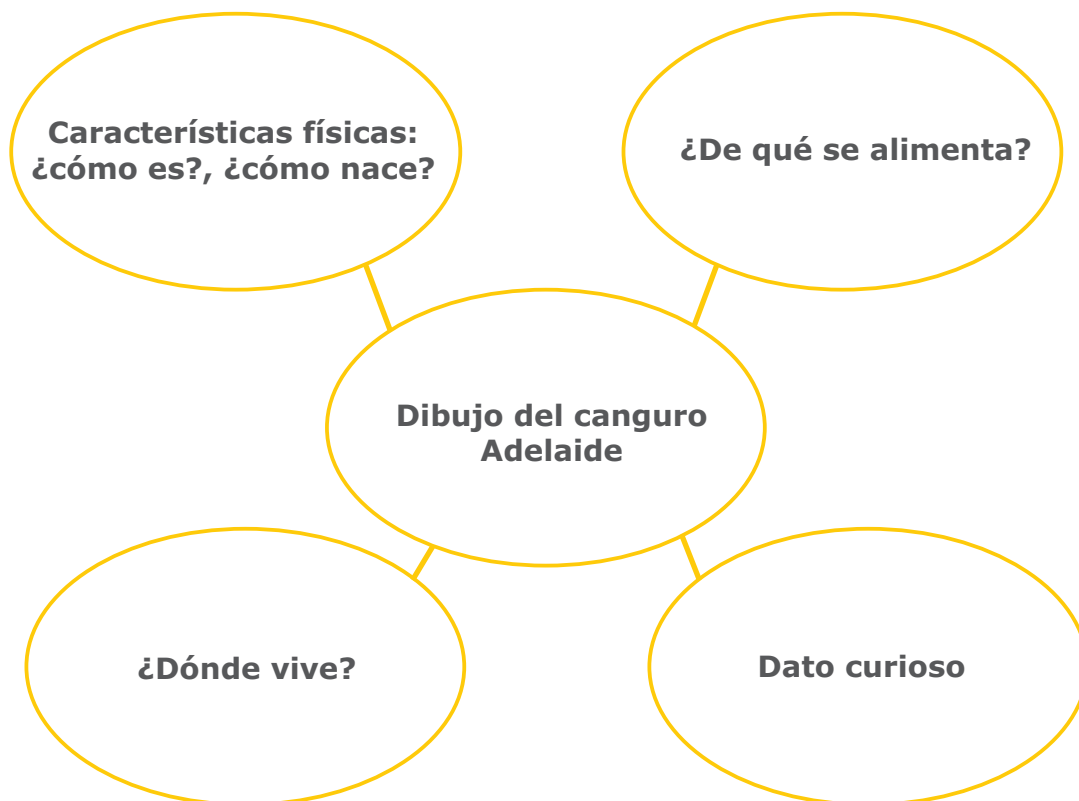 Características físicas:
¿cómo es?, ¿cómo nace?
¿De qué se alimenta?
Dibujo del canguro
Adelaide
¿Dónde vive?
Dato curioso